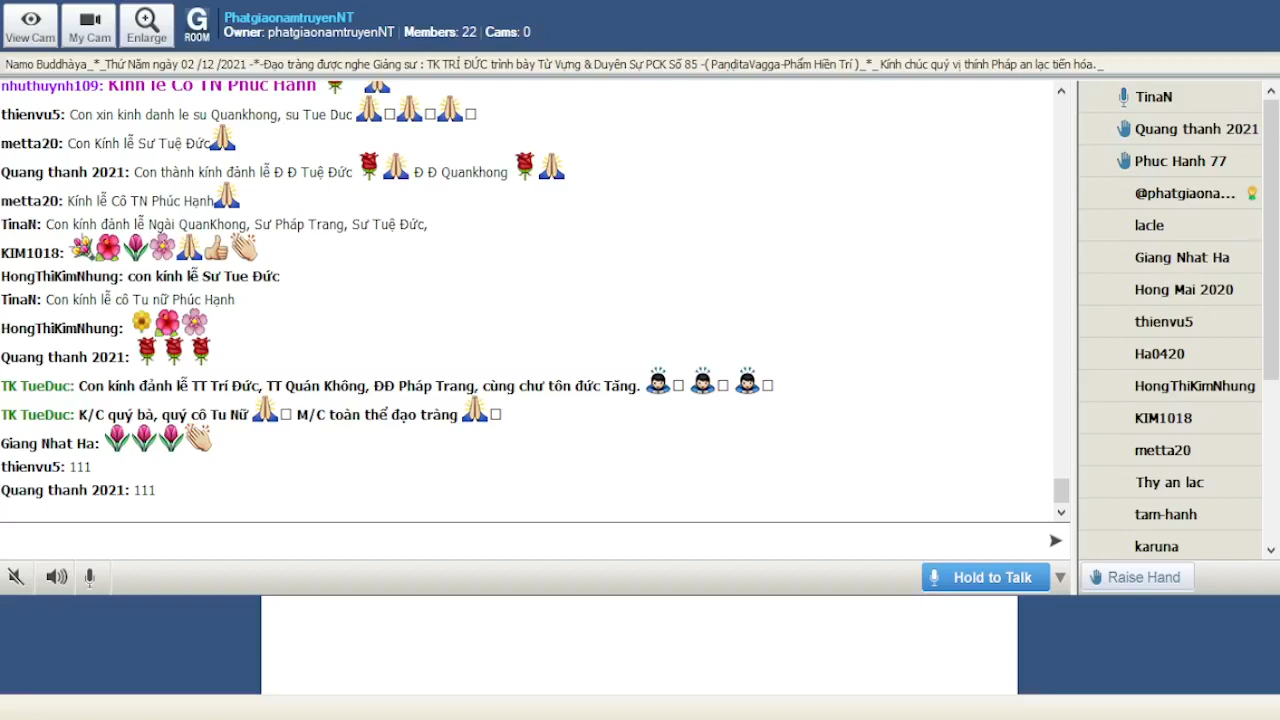 View Cam
My Cam
Enlarge
G ROOM
PhatgiaonamtruyenNT
Owner: phatgiaonamtruyenNT | Members: 22 | Cams: 0
Namo Buddhàya_*_Thứ Năm ngày 02 /12 /2021 -*-Đạo tràng được nghe Giảng sư : TK TRÍ ĐỨC trình bày Từ Vựng & Duyên Sự PCK Số 85 -( PaṇḍitaVagga-Phẩm Hiền Trí )_*_ Kính chúc quý vị thính Pháp an lạc tiến hóa._
nhuthuynh109: Kính lễ Cô TN Phúc Hạnh
thienvu5: Con xin kinh danh le su Quankhong, su Tue Duc
metta20: Con Kính lễ Sư Tuệ Đức
Quang thanh 2021: Con thành kính đảnh lễ Đ Đ Tuệ Đức Đ Đ Quankhong
metta20: Kính lễ Cô TN Phúc Hạnh
TinaN: Con kính đảnh lễ Ngài QuanKhong, Sư Pháp Trang, Sư Tuệ Đức,
KIM1018:
HongThiKimNhung: con kính lễ Sư Tue Đức
TinaN: Con kính lễ cô Tu nữ Phúc Hạnh
HongThiKimNhung:
Quang thanh 2021:
TK TueDuc: Con kính đảnh lễ TT Trí Đức, TT Quán Không, ĐĐ Pháp Trang, cùng chư tôn đức Tăng.
TK TueDuc: K/C quý bà, quý cô Tu Nữ M/C toàn thể đạo tràng
Giang Nhat Ha:
thienvu5: 111
Quang thanh 2021: 111
TinaN
Quang thanh 2021
Phuc Hanh 77
@phatgiaona...
lacle
Giang Nhat Ha
Hong Mai 2020
thienvu5
Ha0420
HongThiKimNhung
KIM1018
metta20
Thy an lac
tam-hanh
karuna
Hold to Talk
Raise Hand